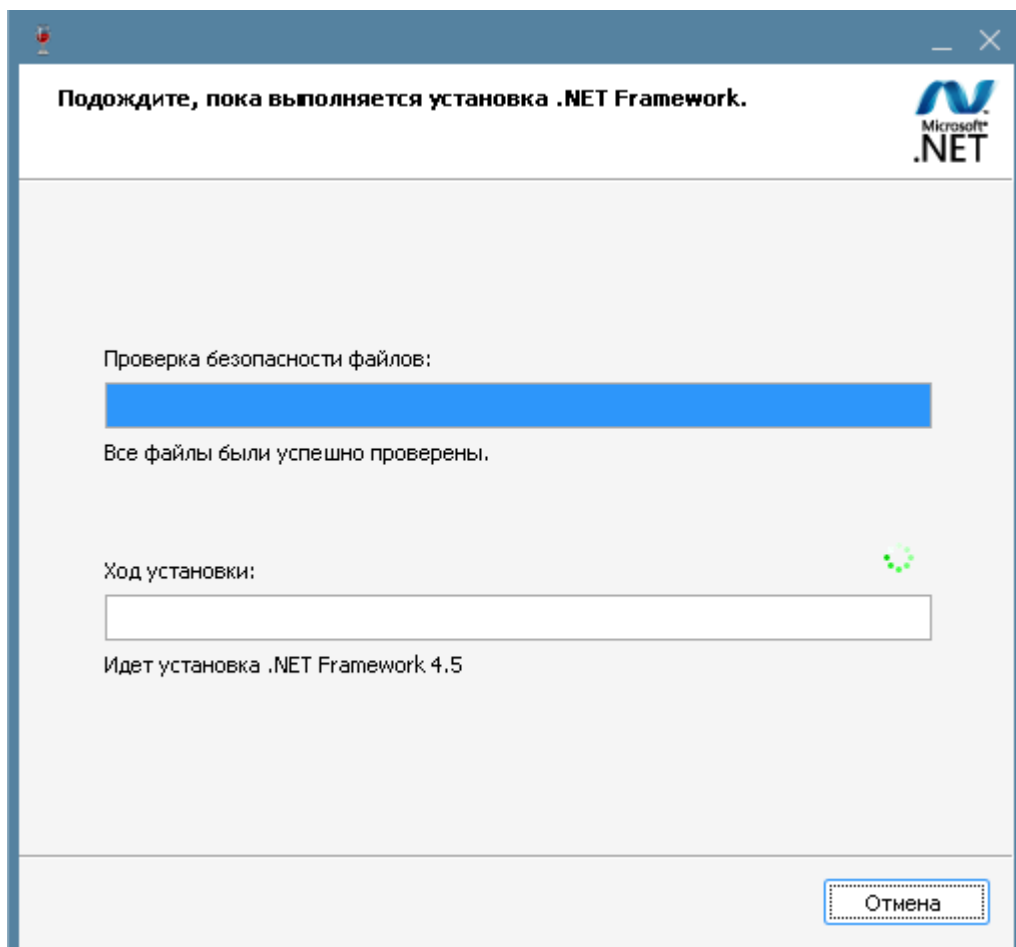 Подождите, пока выполняется установка .NET Framework.
Microsoft®
.NET
Проверка безопасности файлов:
Все файлы были успешно проверены.
Ход установки:
Идет установка .NET Framework 4.5
Отмена